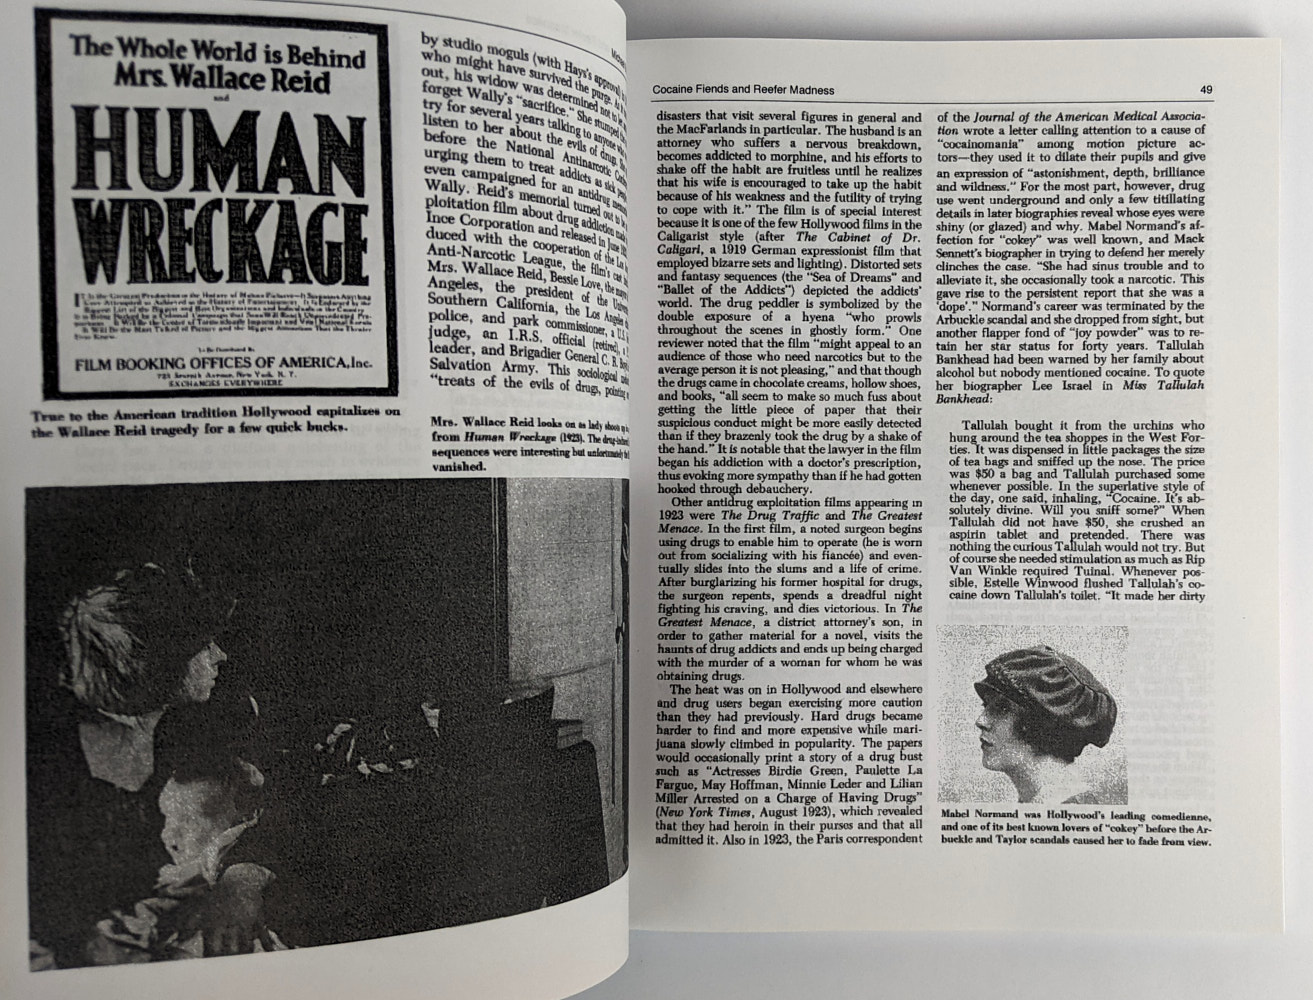 The Whole World is Behind
Mrs. Wallace Reid
and
HUMAN
WRECKAGE
FILM BOOKING OFFICES OF AMERICA, Inc.
723 Seventh Avenue, New York, N. Y.
EXCHANGES EVERYWHERE
True to the American tradition Hollywood capitalizes on
the Wallace Reid tragedy for a few quick bucks.
by studio moguls (with Hays's approval)
who might have survived the purge. As
out, his widow was determined not to
forget Wally's "sacrifice." She stumped
try for several years talking to anyone
listen to her about the evils of drug.
before the National Antinarcotic
urging them to treat addicts as sick
even campaigned for an antidrug
Wally. Reid's memorial turned out to be
ploitation film about drug addiction
Ince Corporation and released in June
duced with the cooperation of the Los
Anti-Narcotic League, the film's cast
Mrs. Wallace Reid, Bessie Love, the
Angeles, the president of the
Southern California, the Los Angeles
police, and park commissioner, a U.S.
judge, an I.R.S. official (retired), a
leader, and Brigadier General C. R.
Salvation Army. This sociological
"treats of the evils of drugs, pointing
Mrs. Wallace Reid looks on as lady shoots up
from Human Wreckage (1923). The
sequences were interesting but unfortunately
vanished.
Cocaine Fiends and Reefer Madness 49
disasters that visit several figures in general and
the MacFarlands in particular. The husband is an
attorney who suffers a nervous breakdown,
becomes addicted to morphine, and his efforts to
shake off the habit are fruitless until he realizes
that his wife is encouraged to take up the habit
because of his weakness and the futility of trying
to cope with it." The film is of special interest
because it is one of the few Hollywood films in the
Caligarist style (after The Cabinet of Dr.
Caligari, a 1919 German expressionist film that
employed bizarre sets and lighting). Distorted sets
and fantasy sequences (the "Sea of Dreams" and
"Ballet of the Addicts") depicted the addicts'
world. The drug peddler is symbolized by the
double exposure of a hyena "who prowls
throughout the scenes in ghostly form." One
reviewer noted that the film "might appeal to an
audience of those who need narcotics but to the
average person it is not pleasing," and that though
the drugs came in chocolate creams, hollow shoes,
and books, "all seem to make so much fuss about
getting the little piece of paper that their
suspicious conduct might be more easily detected
than if they brazenly took the drug by a shake of
the hand." It is notable that the lawyer in the film
began his addiction with a doctor's prescription,
thus evoking more sympathy than if he had gotten
hooked through debauchery.
Other antidrug exploitation films appearing in
1923 were The Drug Traffic and The Greatest
Menace. In the first film, a noted surgeon begins
using drugs to enable him to operate (he is worn
out from socializing with his fiancée) and even-
tually slides into the slums and a life of crime.
After burglarizing his former hospital for drugs,
the surgeon repents, spends a dreadful night
fighting his craving, and dies victorious. In The
Greatest Menace, a district attorney's son, in
order to gather material for a novel, visits the
haunts of drug addicts and ends up being charged
with the murder of a woman for whom he was
obtaining drugs.
The heat was on in Hollywood and elsewhere
and drug users began exercising more caution
than they had previously. Hard drugs became
harder to find and more expensive while mari-
juana slowly climbed in popularity. The papers
would occasionally print a story of a drug bust
such as "Actresses Birdie Green, Paulette La
Fargue, May Hoffman, Minnie Leder and Lilian
Miller Arrested on a Charge of Having Drugs"
(New York Times, August 1923), which revealed
that they had heroin in their purses and that all
admitted it. Also in 1923, the Paris correspondent
of the Journal of the American Medical Associa-
tion wrote a letter calling attention to a cause of
"cocainomania" among motion picture ac-
tors—they used it to dilate their pupils and give
an expression of "astonishment, depth, brilliance
and wildness." For the most part, however, drug
use went underground and only a few titillating
details in later biographies reveal whose eyes were
shiny (or glazed) and why. Mabel Normand's af-
fection for "cokey" was well known, and Mack
Sennett's biographer in trying to defend her merely
clinches the case. "She had sinus trouble and to
alleviate it, she occasionally took a narcotic. This
gave rise to the persistent report that she was a
'dope'." Normand's career was terminated by the
Arbuckle scandal and she dropped from sight, but
another flapper fond of "joy powder" was to re-
tain her star status for forty years. Tallulah
Bankhead had been warned by her family about
alcohol but nobody mentioned cocaine. To quote
her biographer Lee Israel in Miss Tallulah
Bankhead:
Tallulah bought it from the urchins who
hung around the tea shoppes in the West For-
ties. It was dispensed in little packages the size
of tea bags and sniffed up the nose. The price
was $50 a bag and Tallulah purchased some
whenever possible. In the superlative style of
the day, one said, inhaling, "Cocaine. It's ab-
solutely divine. Will you sniff some?" When
Tallulah did not have $50, she crushed an
aspirin tablet and pretended. There was
nothing the curious Tallulah would not try. But
of course she needed stimulation as much as Rip
Van Winkle required Tuinal. Whenever pos-
sible, Estelle Winwood flushed Tallulah's co-
caine down Tallulah's toilet. "It made her dirty
Mabel Normand was Hollywood's leading comedienne,
and one of its best known lovers of "cokey" before the Ar-
buckle and Taylor scandals caused her to fade from view.